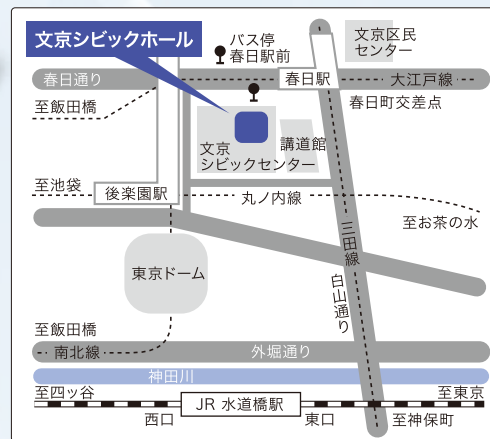 文京シビックホール
バス停
春日駅前
文京区民
センター
春日通り
春日駅
大江戸線
至飯田橋
春日町交差点
文京
シビックセンター
講道館
至池袋
後楽園駅
丸ノ内線
至お茶の水
三田線
東京ドーム
白山通り
至飯田橋
南北線
外堀通り
神田川
至四ッ谷
至東京
西口
JR 水道橋駅
東口
至神保町